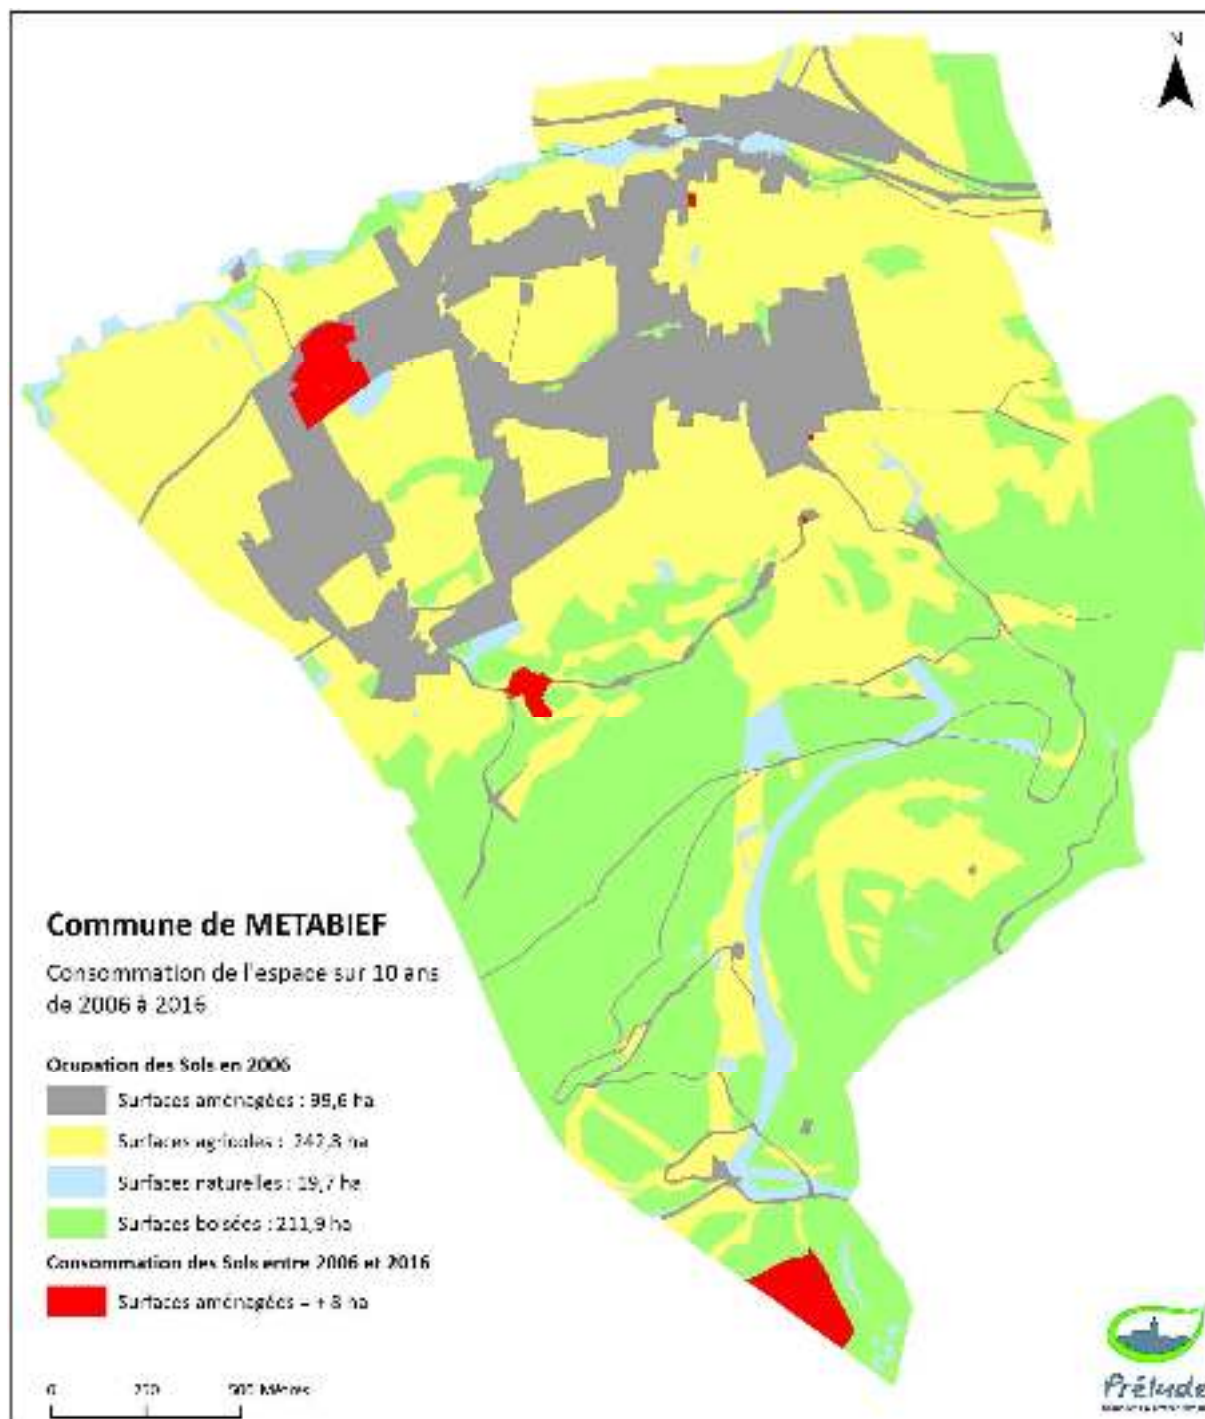 N
Commune de METABIEF
Consommation de l'espace sur 10 ans
de 2006 à 2016
Ocupation des Sols en 2006
Surfaces aménagées : 99,6 ha
Surfaces agricoles : 242,8 ha
Surfaces naturelles : 19,7 ha
Surfaces boisées : 211,9 ha
Consommation des Sols entre 2006 et 2016
Surfaces aménagées = + 8 ha
0 250 500 Mètres
Prélude